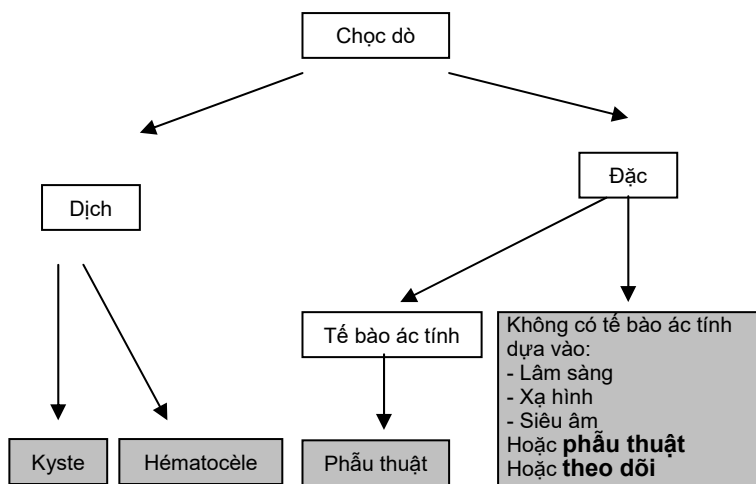 Chọc dò
Đặc
Dịch
Tế bào ác tính
Không có tế bào ác tính
dựa vào:
- Lâm sàng
- Xạ hình
- Siêu âm
Hoặc phẫu thuật
Hoặc theo dõi
Kyste
Hématocèle
Phẫu thuật